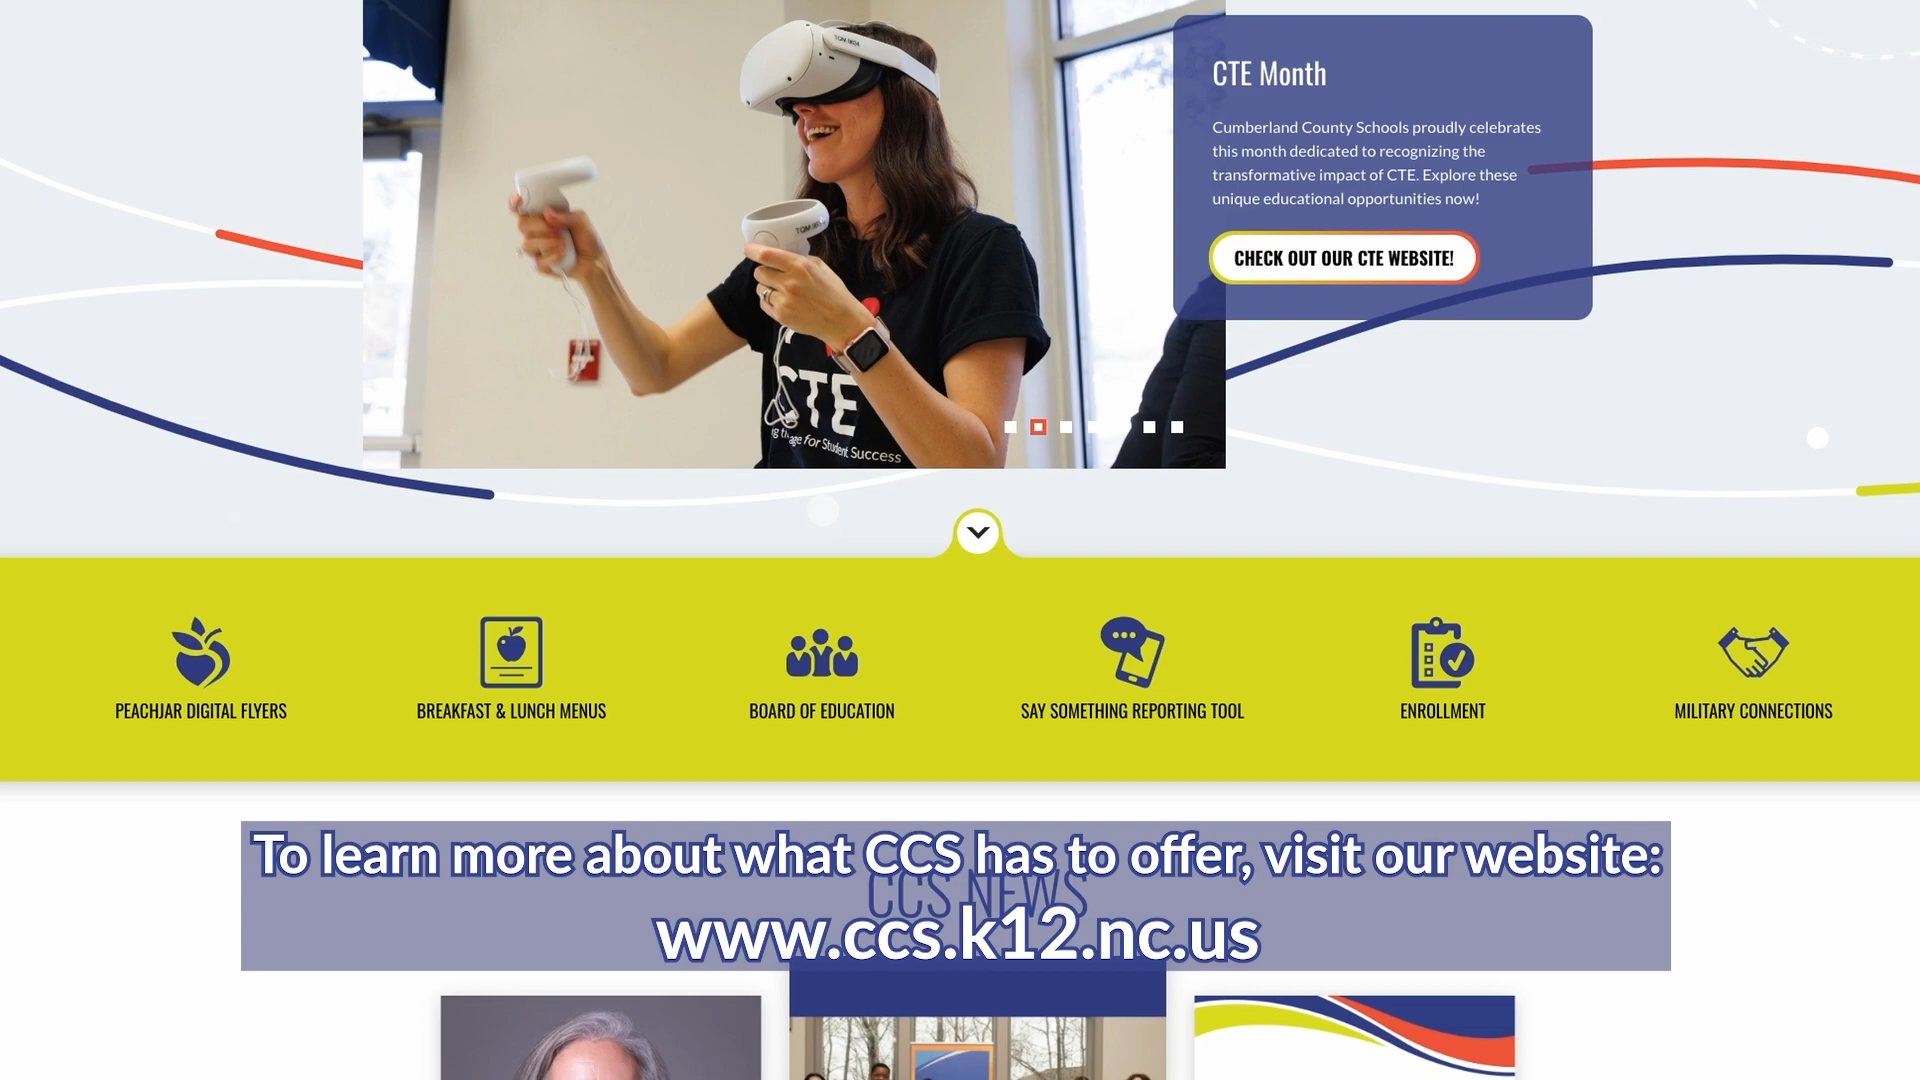 CTE Month
Cumberland County Schools proudly celebrates
this month dedicated to recognizing the
transformative impact of CTE. Explore these
unique educational opportunities now!
CHECK OUT OUR CTE WEBSITE!
CTE
for Student Success
PEACHJAR DIGITAL FLYERS
BREAKFAST & LUNCH MENUS
BOARD OF EDUCATION
SAY SOMETHING REPORTING TOOL
ENROLLMENT
MILITARY CONNECTIONS
To learn more about what CCS has to offer, visit our website:
CCS NEWS
www.ccs.k12.nc.us